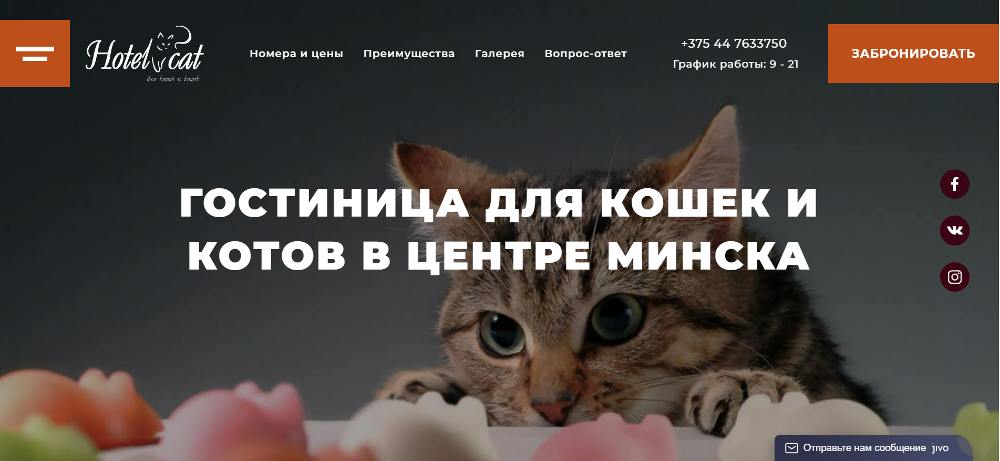 Hotel cat
для котов и кошек
Номера и цены
Преимущества
Галерея
Вопрос-ответ
+375 44 7633750
График работы: 9 - 21
ЗАБРОНИРОВАТЬ
ГОСТИНИЦА ДЛЯ КОШЕК И
КОТОВ В ЦЕНТРЕ МИНСКА
Отправьте нам сообщение jivo